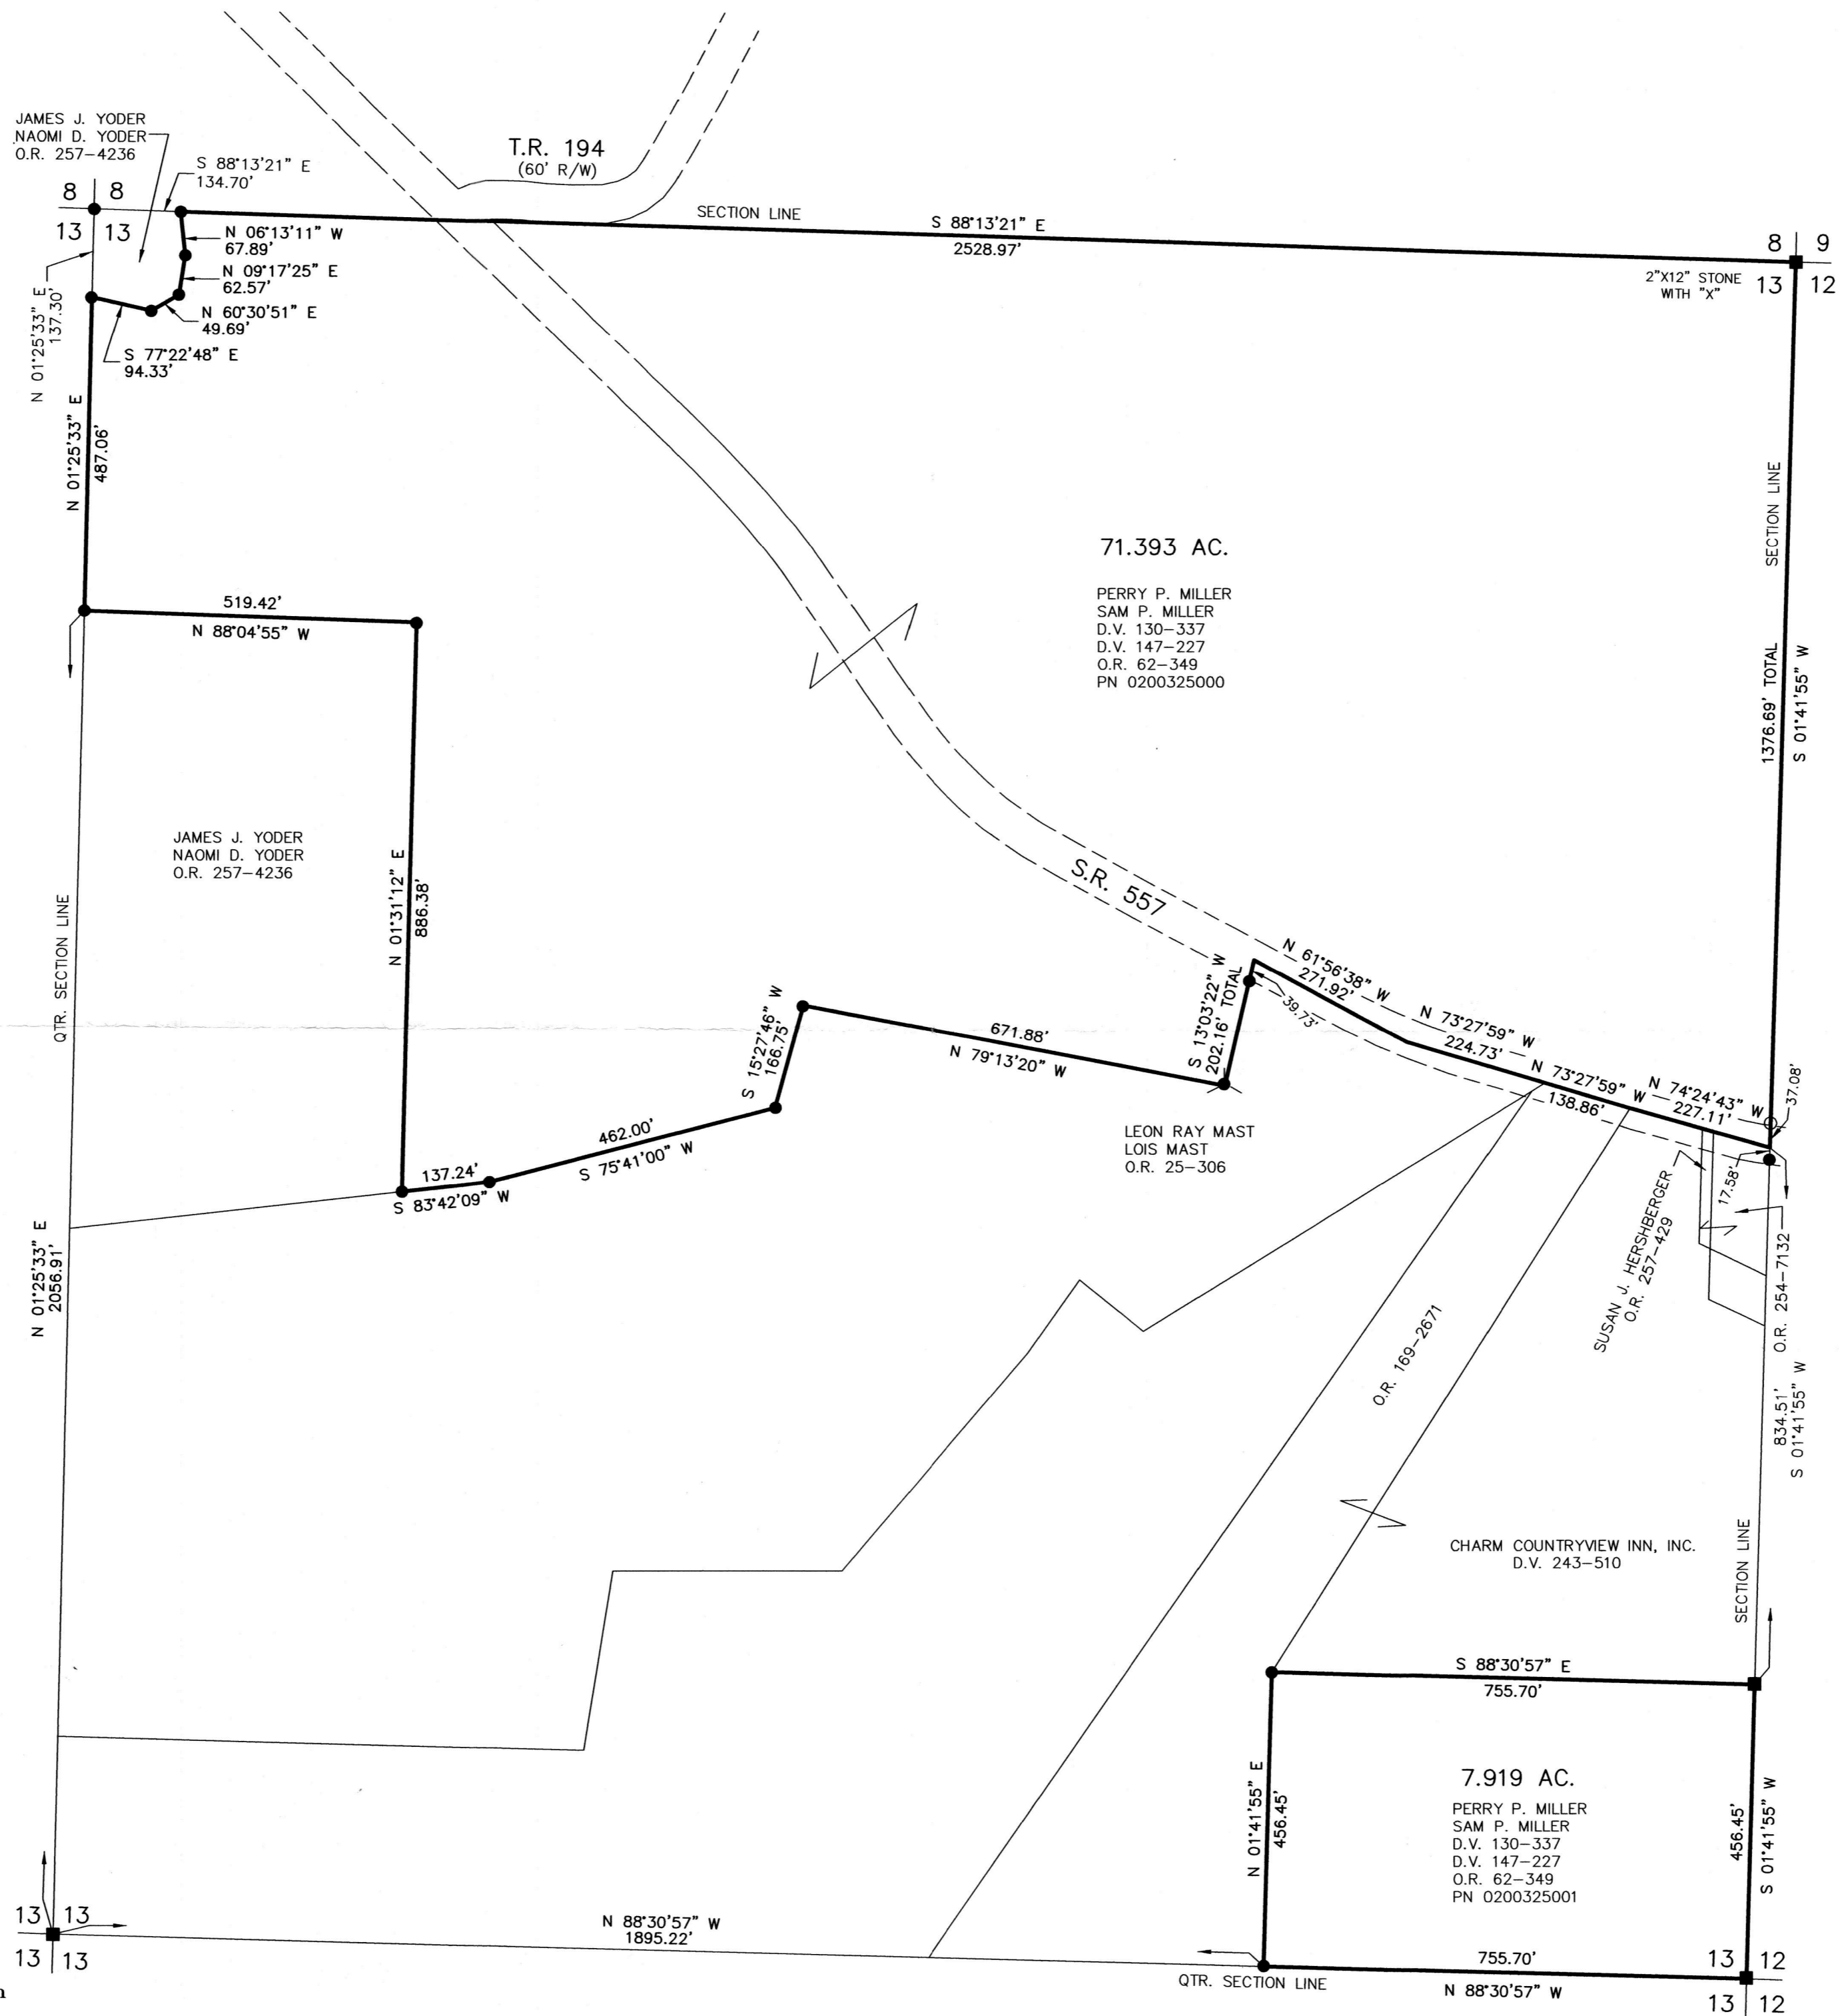 JAMES J. YODER
NAOMI D. YODER
O.R. 257-4236
S 88°13'21" E
134.70'
T.R. 194
(60' R/W)
8 8
13 13
SECTION LINE
S 88°13'21" E
2528.97'
8 9
13 12
2"X12" STONE
WITH "X"
N 06°13'11" W
67.89'
N 09°17'25" E
62.57'
N 60°30'51" E
49.69'
S 77°22'48" E
94.33'
N 01°25'33" E
137.30'
N 01°25'33" E
487.06'
SECTION LINE
1376.69' TOTAL
S 01°41'55" W
71.393 AC.
PERRY P. MILLER
SAM P. MILLER
D.V. 130-337
D.V. 147-227
O.R. 62-349
PN 0200325000
519.42'
N 88°04'55" W
JAMES J. YODER
NAOMI D. YODER
O.R. 257-4236
N 01°31'12" E
886.38'
QTR. SECTION LINE
S.R. 557
N 61°56'38" W
271.92'
N 73°27'59" W
224.73'
N 73°27'59" W
138.86'
N 74°24'43" W
227.11'
37.08'
S 13°03'22" W
202.16' TOTAL
39.73'
671.88'
N 79°13'20" W
S 15°27'46" W
166.75'
462.00'
S 75°41'00" W
137.24'
S 83°42'09" W
LEON RAY MAST
LOIS MAST
O.R. 25-306
17.58'
SUSAN J. HERSHBERGER
O.R. 257-429
O.R. 254-7132
N 01°25'33" E
2056.91'
O.R. 169-2671
834.51'
S 01°41'55" W
SECTION LINE
CHARM COUNTRYVIEW INN, INC.
D.V. 243-510
S 88°30'57" E
755.70'
7.919 AC.
PERRY P. MILLER
SAM P. MILLER
D.V. 130-337
D.V. 147-227
O.R. 62-349
PN 0200325001
N 01°41'55" E
456.45'
456.45'
S 01°41'55" W
13 13
13 13
N 88°30'57" W
1895.22'
QTR. SECTION LINE
755.70'
N 88°30'57" W
13 12
13 12